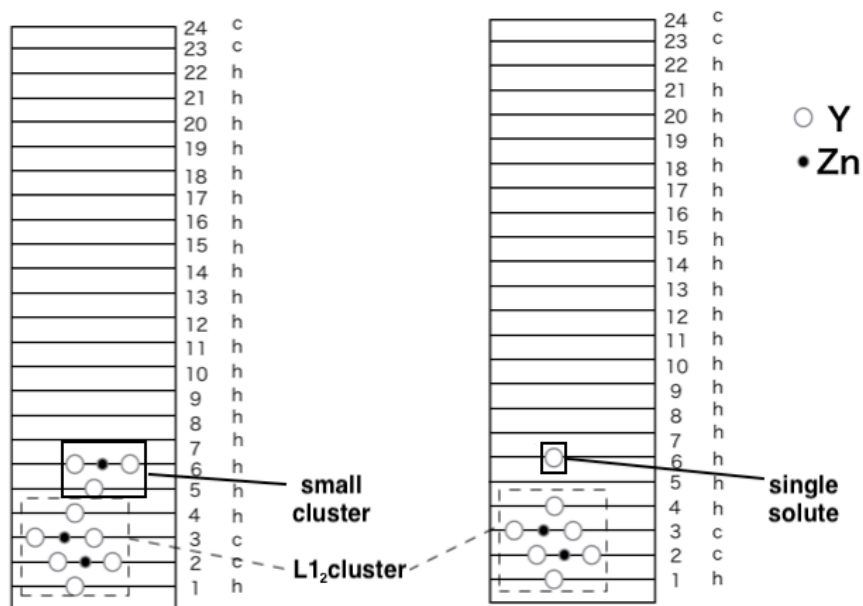 24 c
23 c
22 h
21 h
20 h
19 h
18 h
17 h
16 h
15 h
14 h
13 h
12 h
11 h
10 h
9 h
8 h
7 h
6 h
5 h
4 h
3 c
2 c
1 h
small
cluster
L1₂cluster
24 c
23 c
22 h
21 h
20 h
19 h
18 h
17 h
16 h
15 h
14 h
13 h
12 h
11 h
10 h
9 h
8 h
7 h
6 h
5 h
4 h
3 c
2 c
1 h
single
solute
Y
Zn